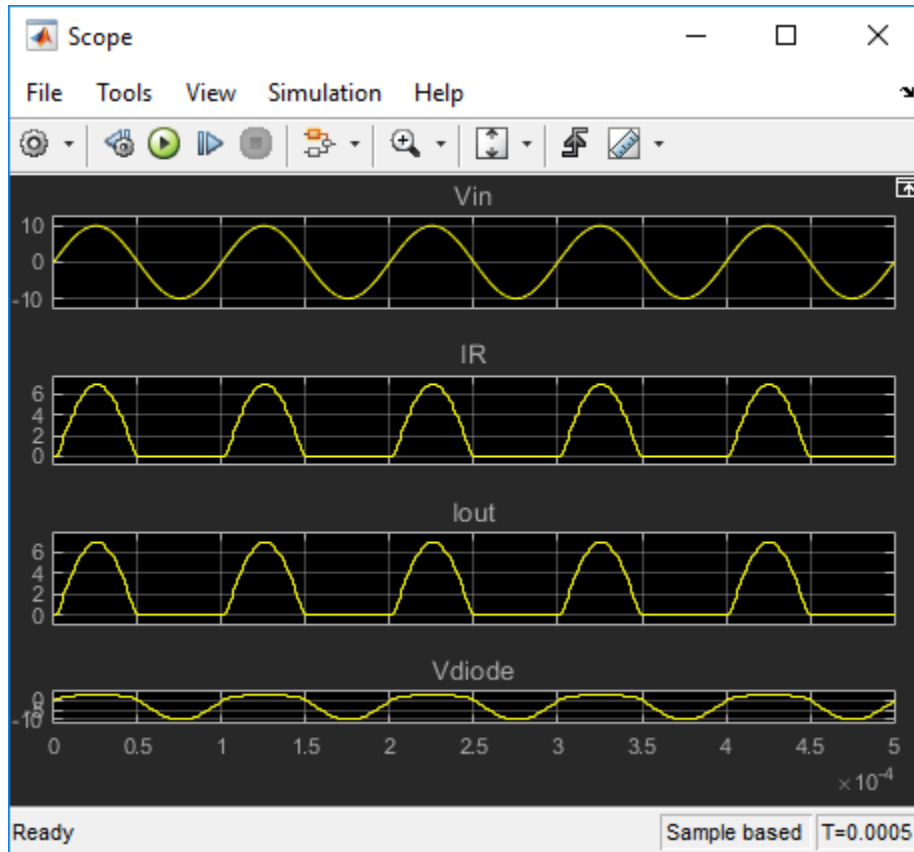 Scope
File Tools View Simulation Help
Vin
10
0
-10
IR
6
4
2
0
Iout
6
4
2
0
Vdiode
0
-10
0 0.5 1 1.5 2 2.5 3 3.5 4 4.5 5
×10⁻⁴
Ready Sample based T=0.0005